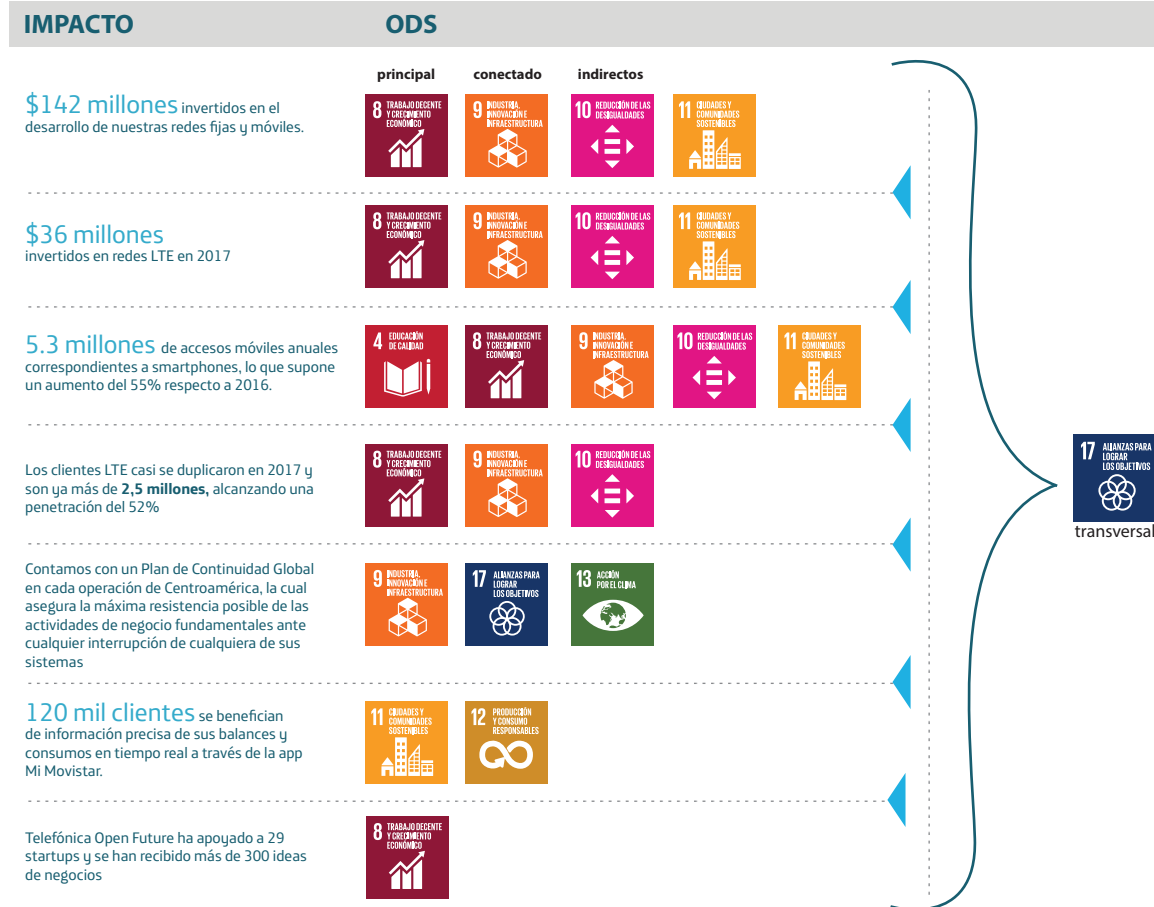 IMPACTO ODS
principal conectado indirectos
$142 millones invertidos en el
desarrollo de nuestras redes fijas y móviles.
8 TRABAJO DECENTE
Y CRECIMIENTO
ECONÓMICO
9 INDUSTRIA,
INNOVACIÓN E
INFRAESTRUCTURA
10 REDUCCIÓN DE LAS
DESIGUALDADES
11 CIUDADES Y
COMUNIDADES
SOSTENIBLES
$36 millones
invertidos en redes LTE en 2017
8 TRABAJO DECENTE
Y CRECIMIENTO
ECONÓMICO
9 INDUSTRIA,
INNOVACIÓN E
INFRAESTRUCTURA
10 REDUCCIÓN DE LAS
DESIGUALDADES
11 CIUDADES Y
COMUNIDADES
SOSTENIBLES
5.3 millones de accesos móviles anuales
correspondientes a smartphones, lo que supone
un aumento del 55% respecto a 2016.
4 EDUCACIÓN
DE CALIDAD
8 TRABAJO DECENTE
Y CRECIMIENTO
ECONÓMICO
9 INDUSTRIA,
INNOVACIÓN E
INFRAESTRUCTURA
10 REDUCCIÓN DE LAS
DESIGUALDADES
11 CIUDADES Y
COMUNIDADES
SOSTENIBLES
Los clientes LTE casi se duplicaron en 2017 y
son ya más de 2,5 millones, alcanzando una
penetración del 52%
8 TRABAJO DECENTE
Y CRECIMIENTO
ECONÓMICO
9 INDUSTRIA,
INNOVACIÓN E
INFRAESTRUCTURA
10 REDUCCIÓN DE LAS
DESIGUALDADES
17 ALIANZAS PARA
LOGRAR
LOS OBJETIVOS
transversal
Contamos con un Plan de Continuidad Global
en cada operación de Centroamérica, la cual
asegura la máxima resistencia posible de las
actividades de negocio fundamentales ante
cualquier interrupción de cualquiera de sus
sistemas
9 INDUSTRIA,
INNOVACIÓN E
INFRAESTRUCTURA
17 ALIANZAS PARA
LOGRAR
LOS OBJETIVOS
13 ACCIÓN
POR EL CLIMA
120 mil clientes se benefician
de información precisa de sus balances y
consumos en tiempo real a través de la app
Mi Movistar.
11 CIUDADES Y
COMUNIDADES
SOSTENIBLES
12 PRODUCCIÓN
Y CONSUMO
RESPONSABLES
Telefónica Open Future ha apoyado a 29
startups y se han recibido más de 300 ideas
de negocios
8 TRABAJO DECENTE
Y CRECIMIENTO
ECONÓMICO